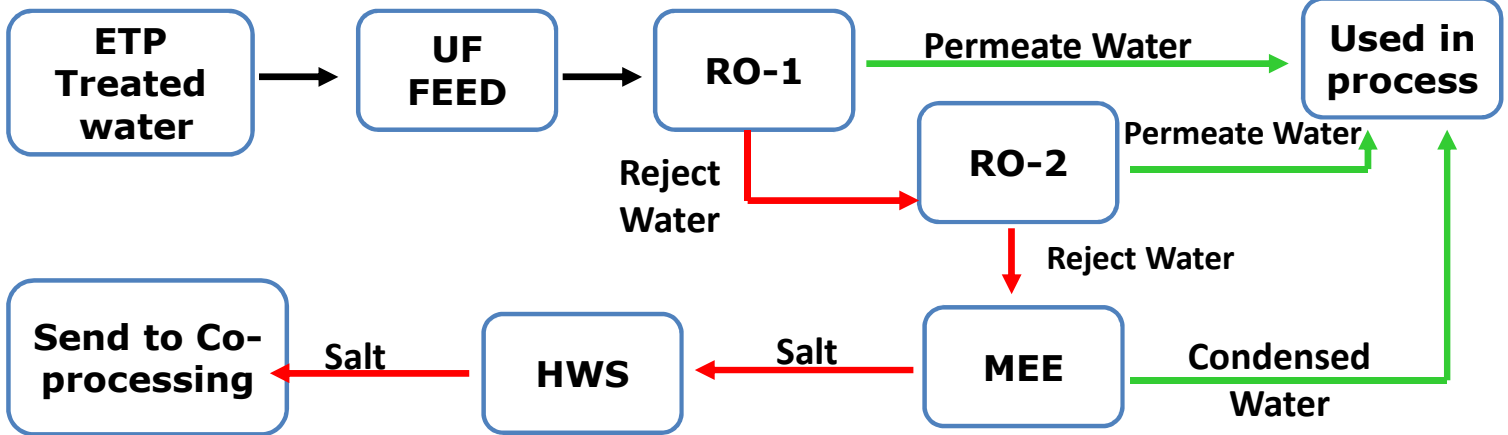 ETP
Treated
water
UF
FEED
RO-1
Permeate Water
Used in
process
Reject
Water
RO-2
Permeate Water
Reject Water
Send to Co-
processing
Salt
HWS
Salt
MEE
Condensed
Water